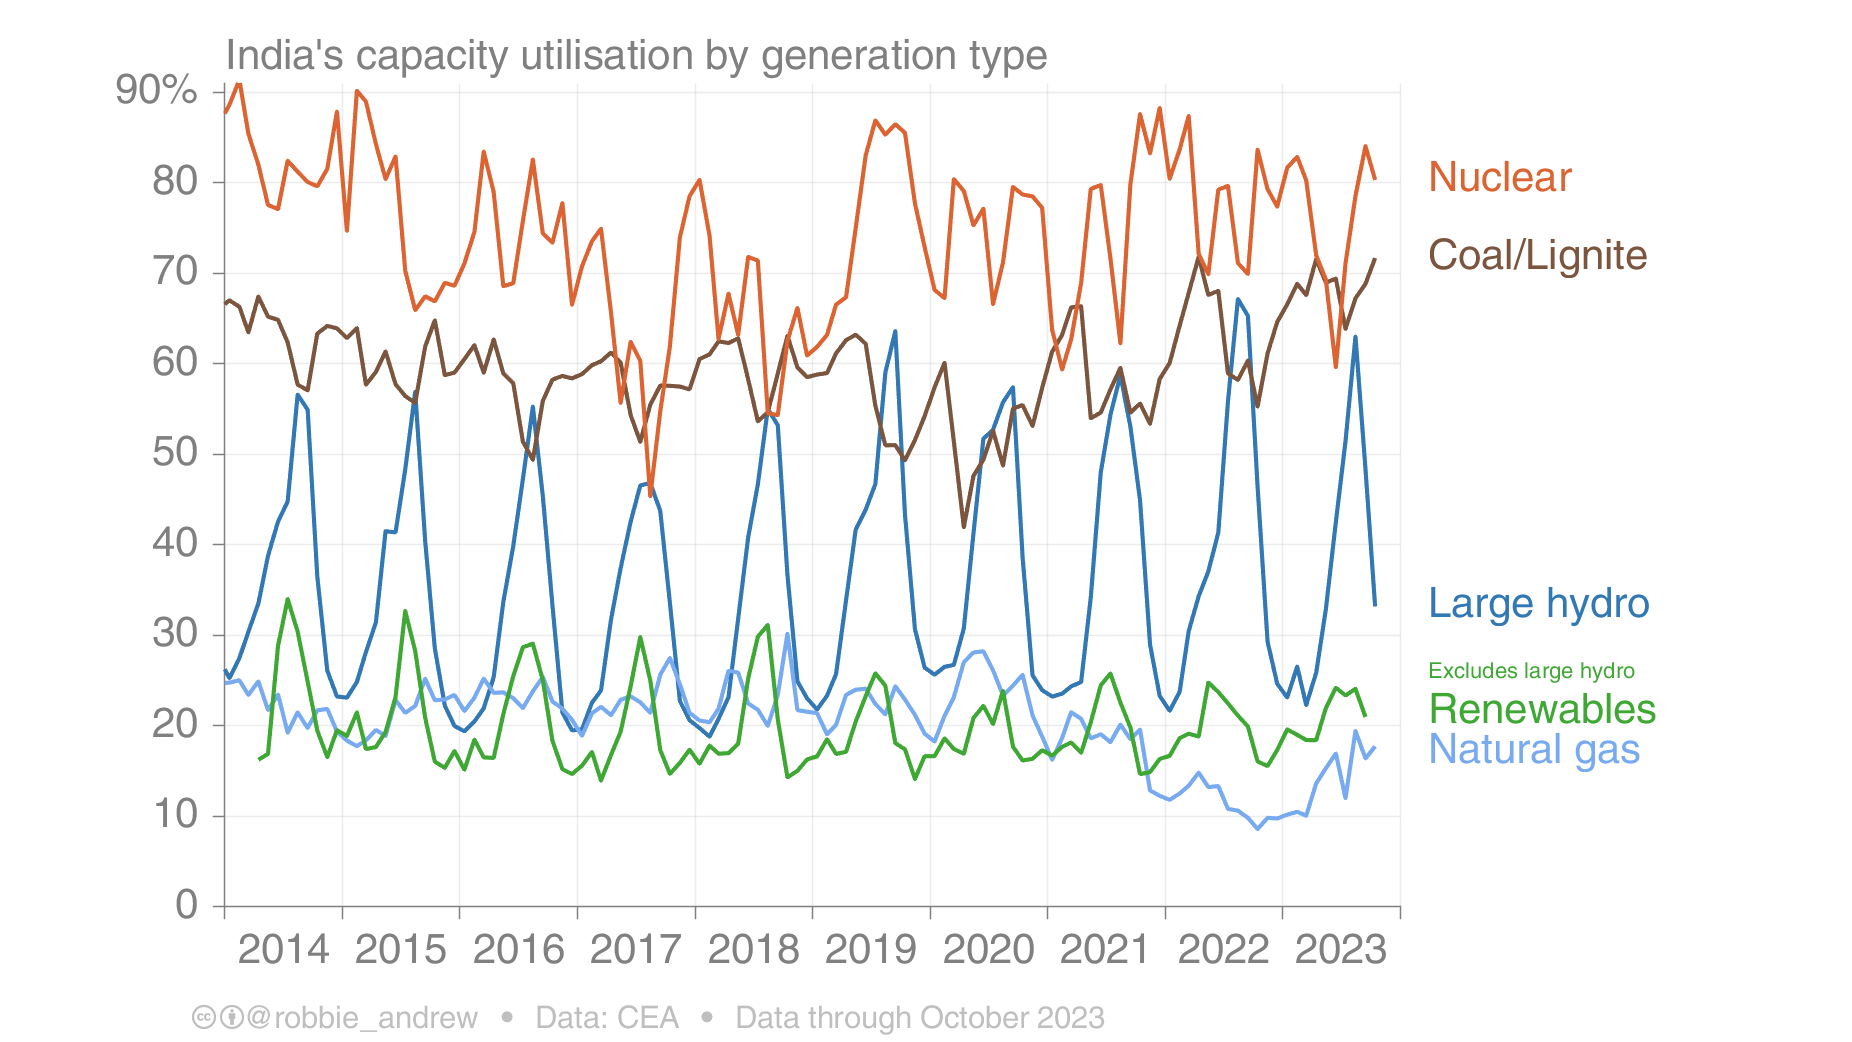 India's capacity utilisation by generation type
90%
80
70
60
50
40
30
20
10
0
Nuclear
Coal/Lignite
Large hydro
Excludes large hydro
Renewables
Natural gas
2014 2015 2016 2017 2018 2019 2020 2021 2022 2023
@robbie_andrew • Data: CEA • Data through October 2023